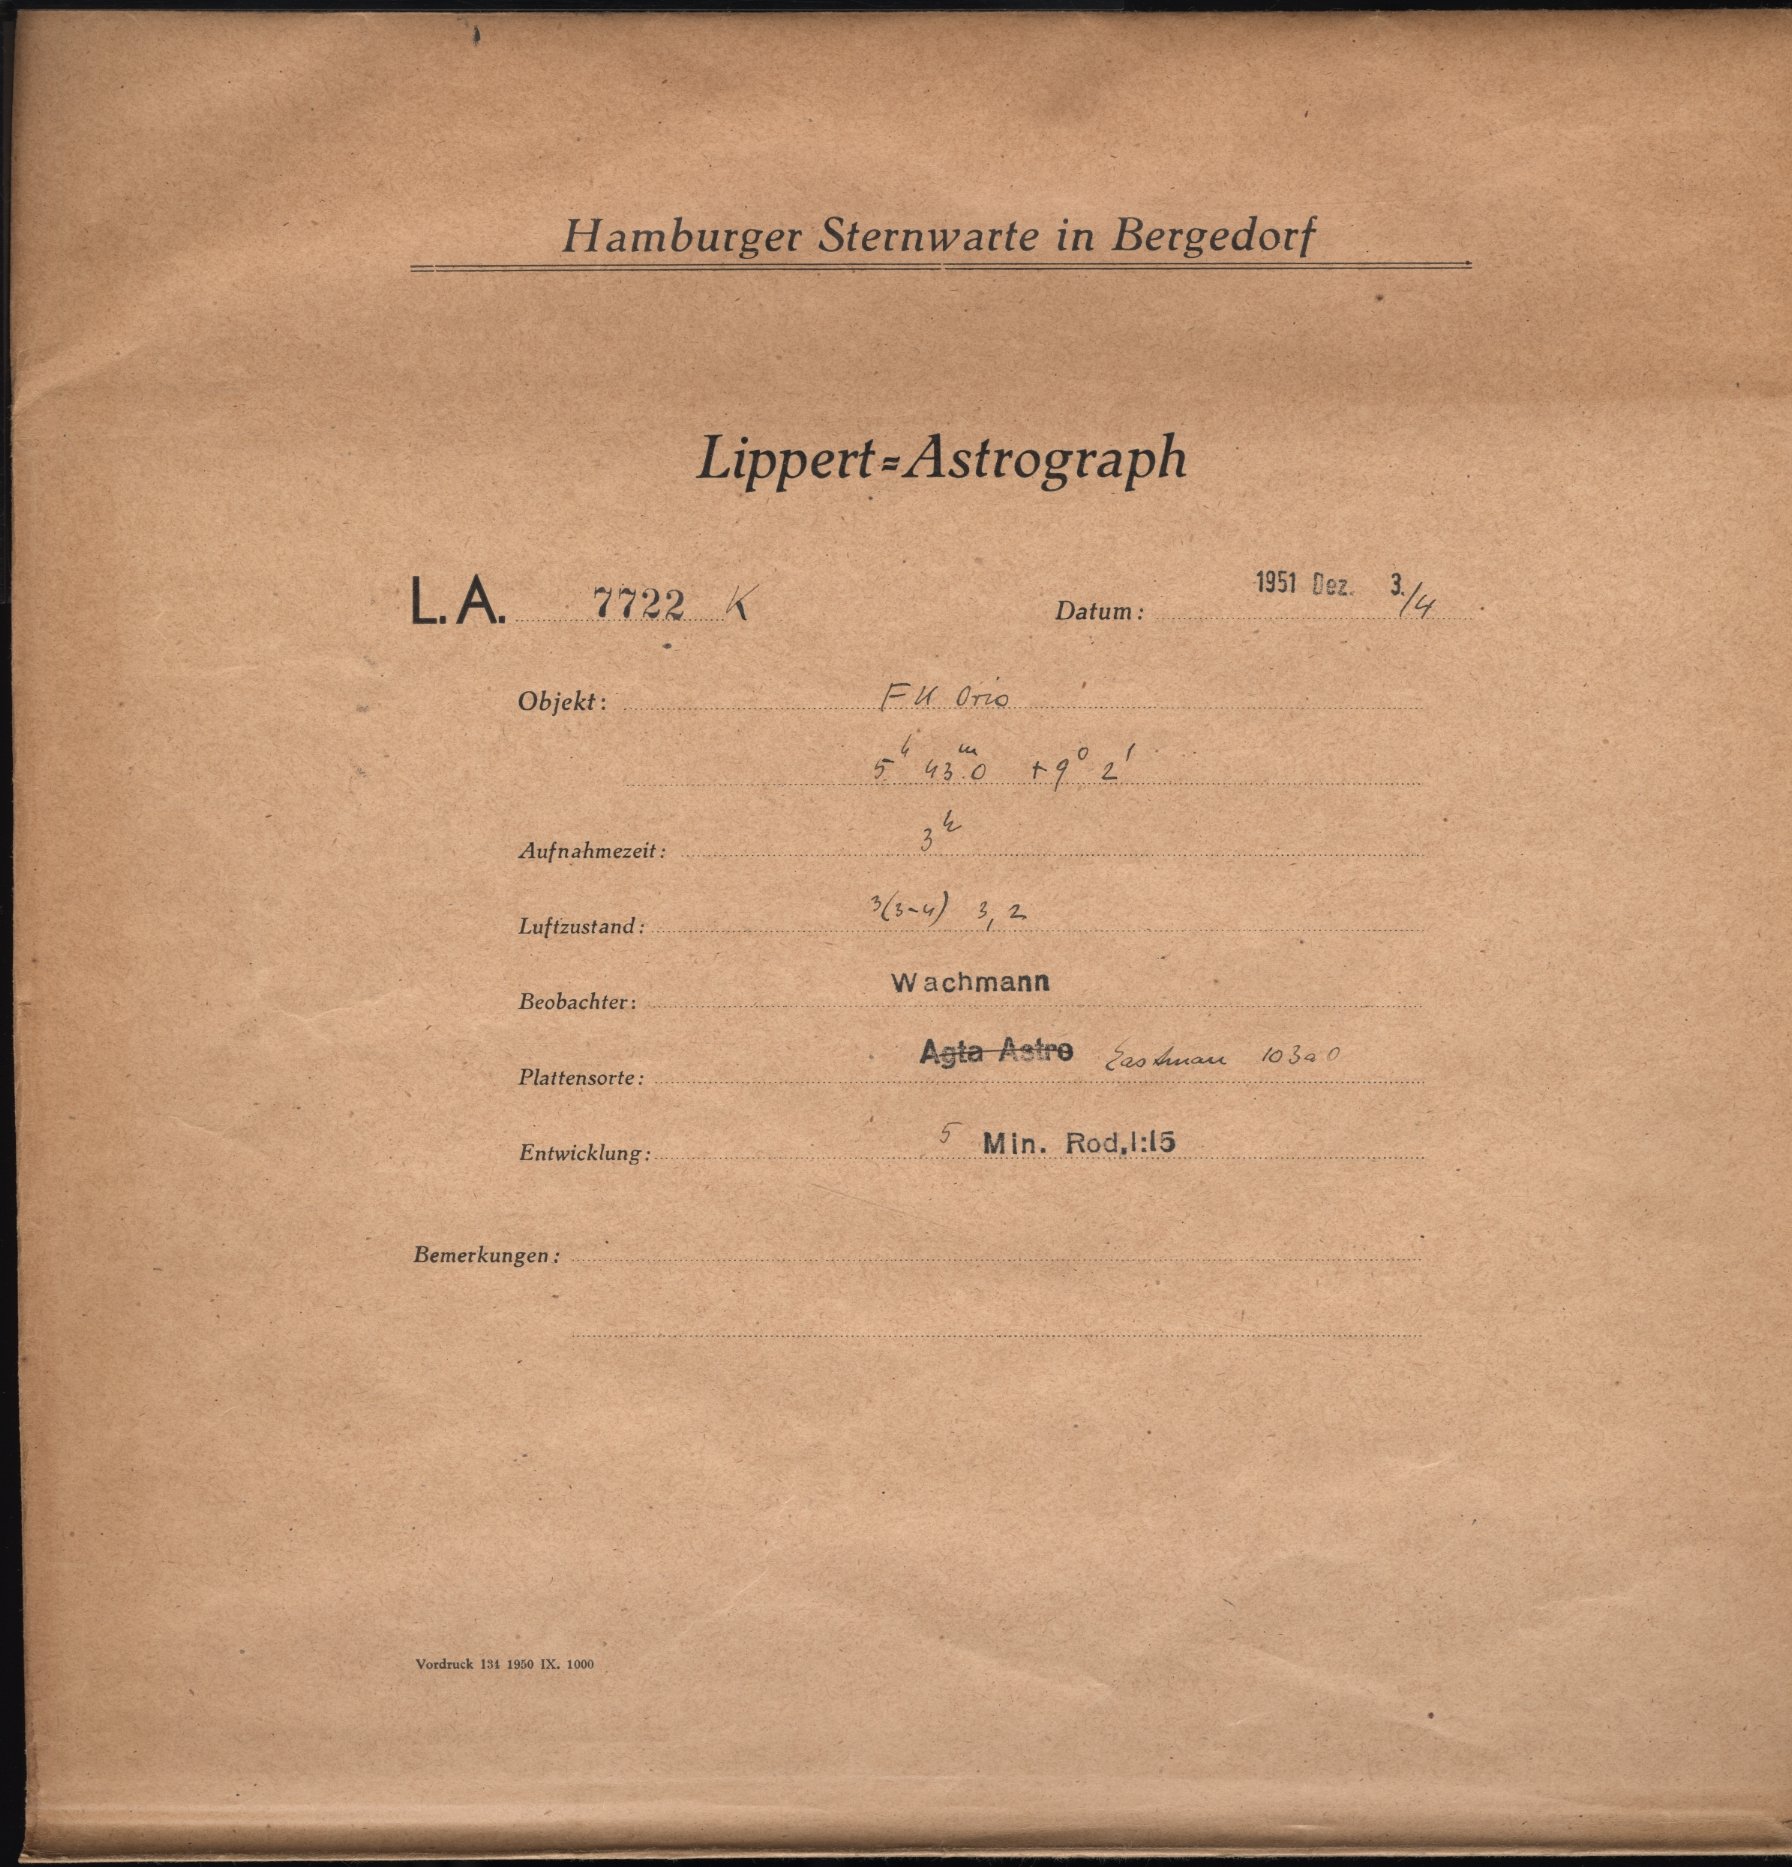 Hamburger Sternwarte in Bergedorf
Lippert=Astrograph
L.A. 7722 K Datum: 1951 Dez. 3./4
Objekt: FU Orio
5h 43m.0 +9° 2'
Aufnahmezeit: 3h
Luftzustand: 3(3-4) 3, 2
Beobachter: Wachmann
Plattensorte: Agfa Astro Eastman 103a0
Entwicklung: 5 Min. Rod. 1:15
Bemerkungen:
Vordruck 134 1950 IX. 1000